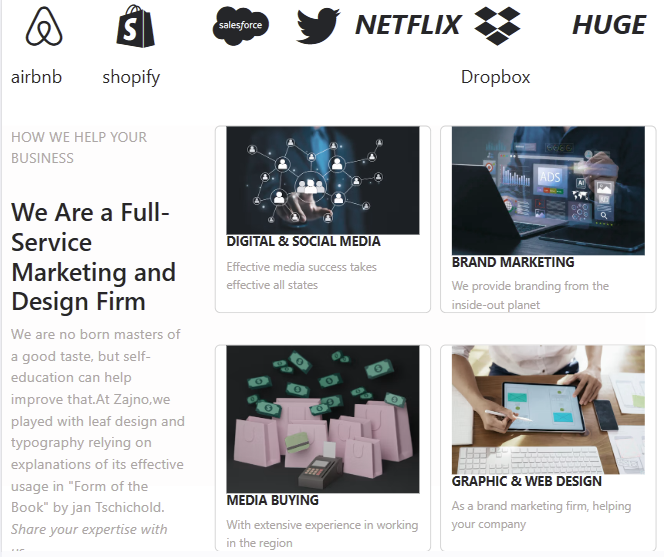 salesforce
NETFLIX
HUGE
airbnb
shopify
Dropbox
HOW WE HELP YOUR
BUSINESS
We Are a Full-
Service
Marketing and
Design Firm
We are no born masters of
a good taste, but self-
education can help
improve that.At Zajno,we
played with leaf design and
typography relying on
explanations of its effective
usage in "Form of the
Book" by jan Tschichold.
Share your expertise with
DIGITAL & SOCIAL MEDIA
Effective media success takes
effective all states
ADS
AI
BRAND MARKETING
We provide branding from the
inside-out planet
MEDIA BUYING
With extensive experience in working
in the region
GRAPHIC & WEB DESIGN
As a brand marketing firm, helping
your company